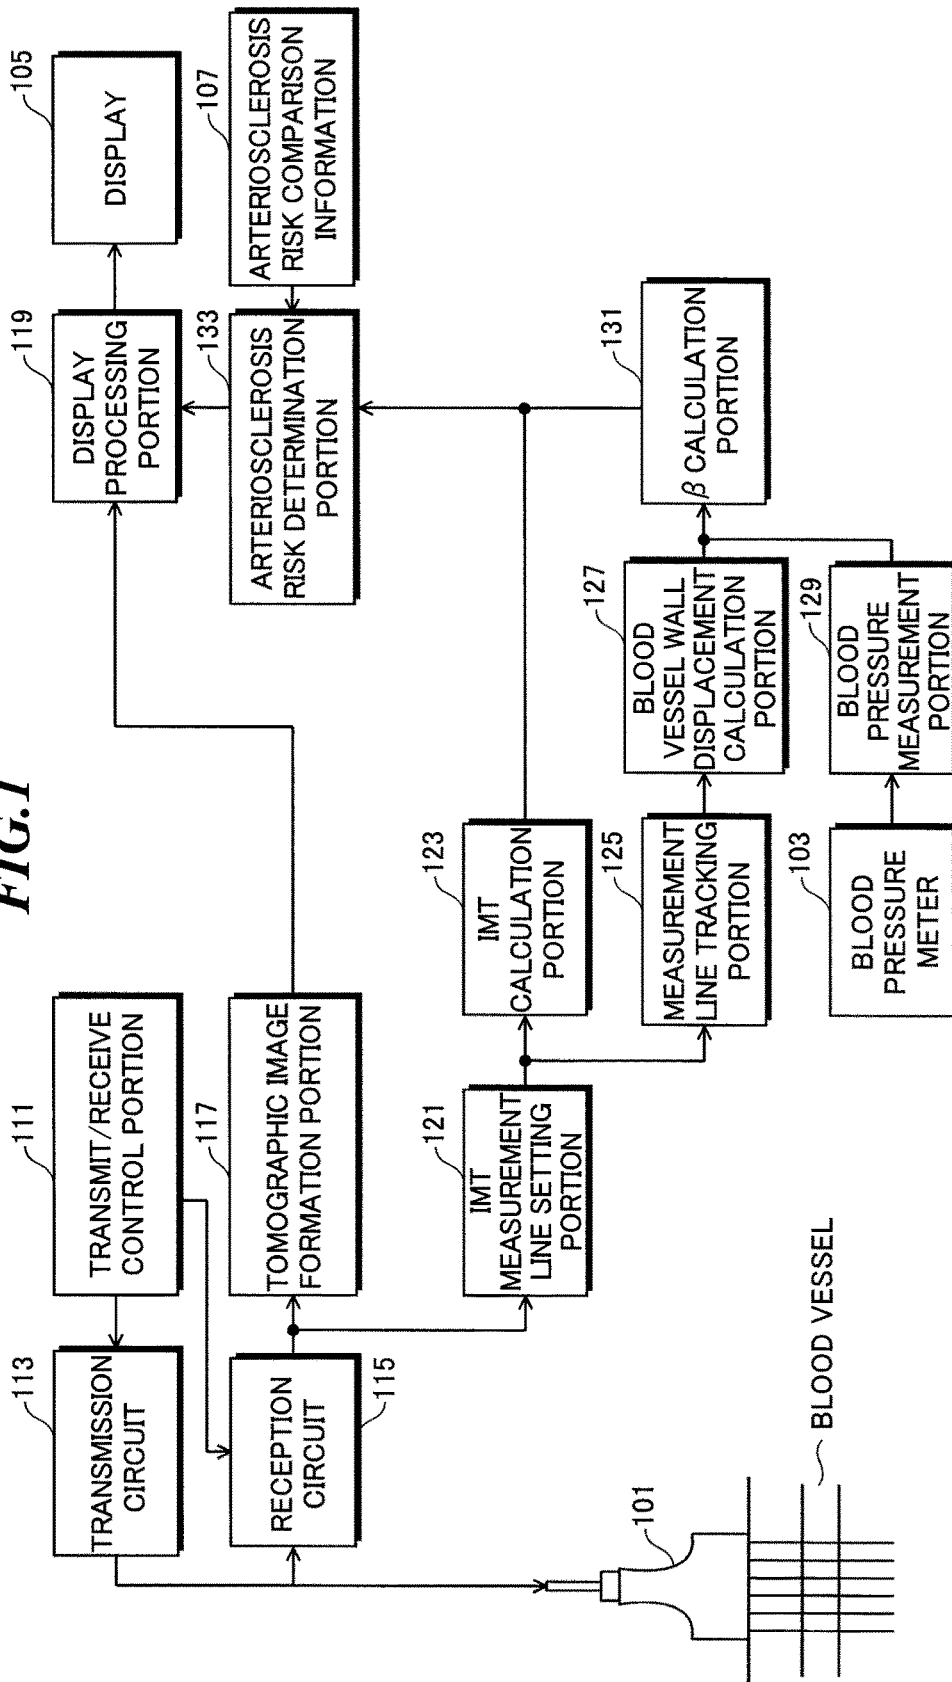 FIG.1
111
TRANSMIT/RECEIVE
CONTROL PORTION
113
TRANSMISSION
CIRCUIT
115
RECEPTION
CIRCUIT
117
TOMOGRAPHIC IMAGE
FORMATION PORTION
119
DISPLAY
PROCESSING
PORTION
105
DISPLAY
133
ARTERIOSCLEROSIS
RISK DETERMINATION
PORTION
107
ARTERIOSCLEROSIS
RISK COMPARISON
INFORMATION
121
IMT
MEASUREMENT
LINE SETTING
PORTION
123
IMT
CALCULATION
PORTION
125
MEASUREMENT
LINE TRACKING
PORTION
127
BLOOD
VESSEL WALL
DISPLACEMENT
CALCULATION
PORTION
131
β CALCULATION
PORTION
103
BLOOD
PRESSURE
METER
129
BLOOD
PRESSURE
MEASUREMENT
PORTION
101
BLOOD VESSEL